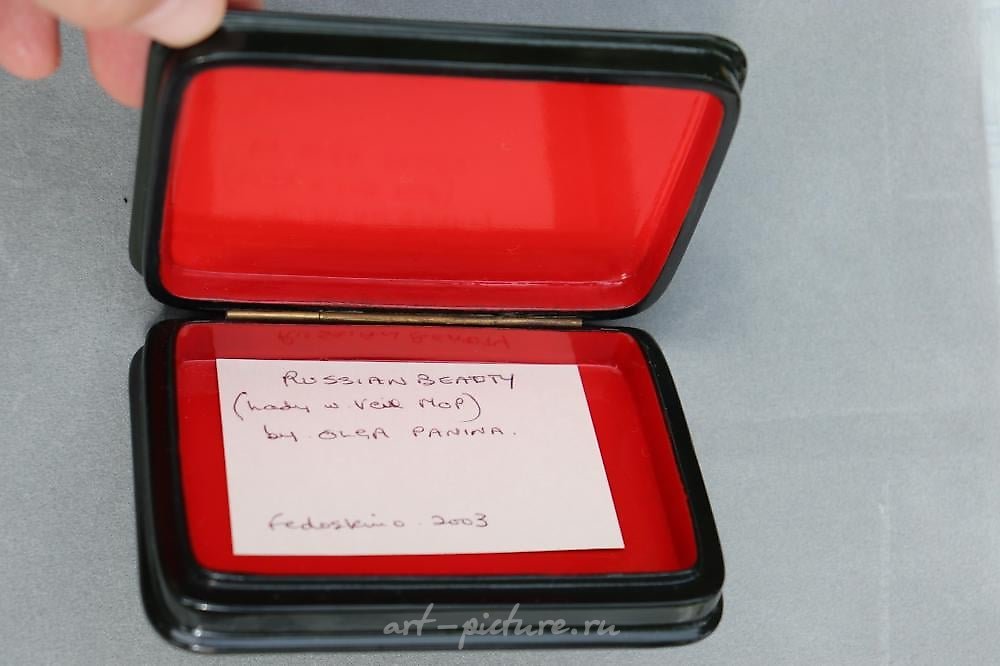 RUSSIAN BEAUTY
(Lady w. Veil MOP)
by OLGA PANINA.
Fedoskino. 2003
art-picture.ru